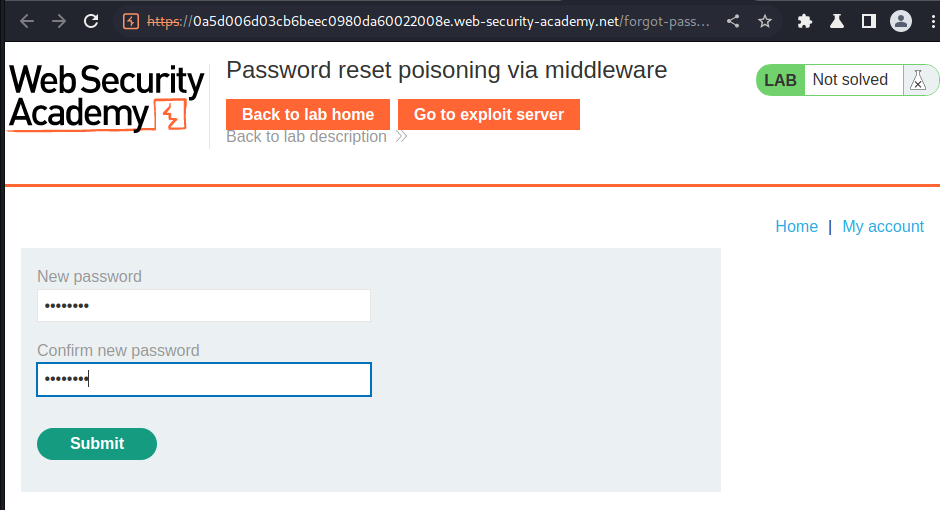 https://0a5d006d03cb6beec0980da60022008e.web-security-academy.net/forgot-pass...
Web Security
Academy
Password reset poisoning via middleware
LAB Not solved
Back to lab home Go to exploit server
Back to lab description
Home | My account
New password
••••••••
Confirm new password
••••••••
Submit